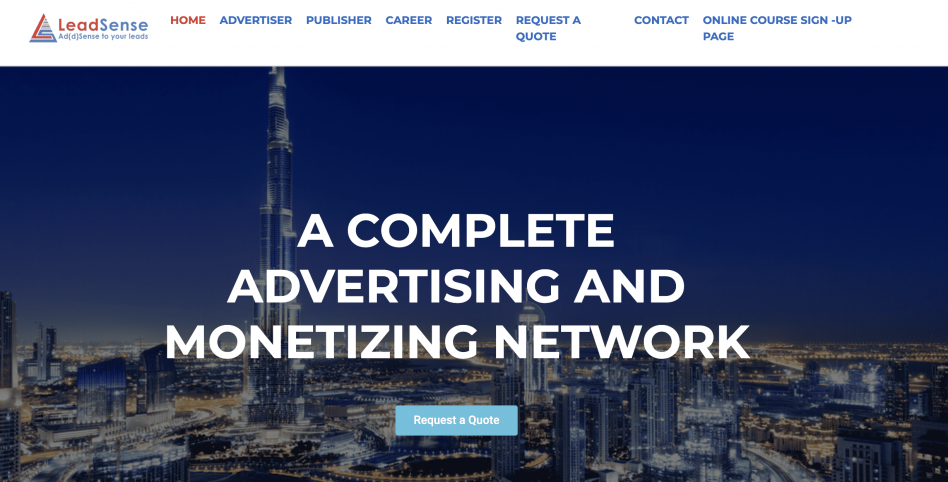 LeadSense
Ad(d)Sense to your leads
HOME ADVERTISER PUBLISHER CAREER REGISTER REQUEST A QUOTE CONTACT ONLINE COURSE SIGN -UP PAGE
A COMPLETE
ADVERTISING AND
MONETIZING NETWORK
Request a Quote